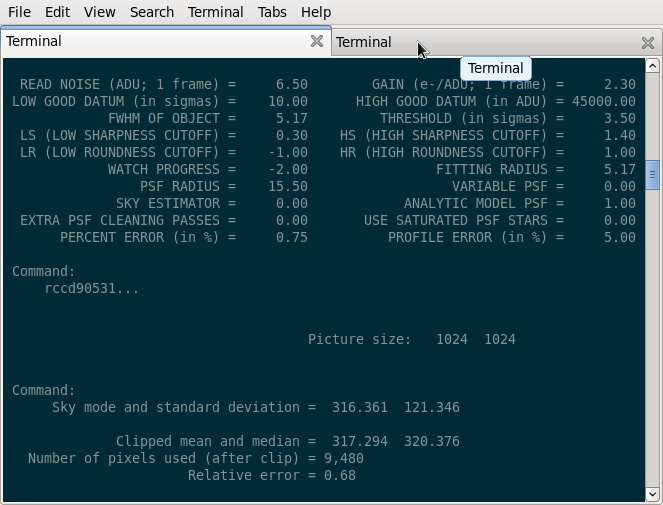 File Edit View Search Terminal Tabs Help
Terminal Terminal
Terminal
READ NOISE (ADU; 1 frame) = 6.50 GAIN (e-/ADU; 1 frame) = 2.30
LOW GOOD DATUM (in sigmas) = 10.00 HIGH GOOD DATUM (in ADU) = 45000.00
FWHM OF OBJECT = 5.17 THRESHOLD (in sigmas) = 3.50
LS (LOW SHARPNESS CUTOFF) = 0.30 HS (HIGH SHARPNESS CUTOFF) = 1.40
LR (LOW ROUNDNESS CUTOFF) = -1.00 HR (HIGH ROUNDNESS CUTOFF) = 1.00
WATCH PROGRESS = -2.00 FITTING RADIUS = 5.17
PSF RADIUS = 15.50 VARIABLE PSF = 0.00
SKY ESTIMATOR = 0.00 ANALYTIC MODEL PSF = 1.00
EXTRA PSF CLEANING PASSES = 0.00 USE SATURATED PSF STARS = 0.00
PERCENT ERROR (in %) = 0.75 PROFILE ERROR (in %) = 5.00
Command:
rccd90531...
Picture size: 1024 1024
Command:
Sky mode and standard deviation = 316.361 121.346
Clipped mean and median = 317.294 320.376
Number of pixels used (after clip) = 9,480
Relative error = 0.68